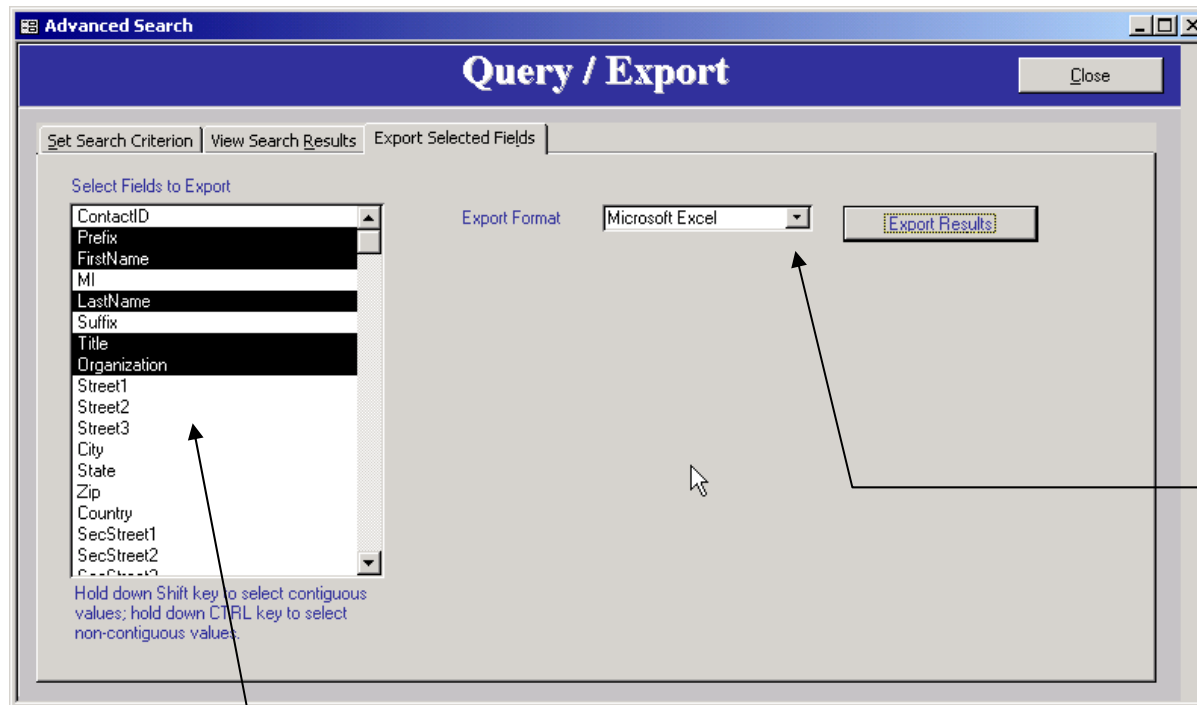 Advanced Search
Query / Export
Close
Set Search Criterion
View Search Results
Export Selected Fields
Select Fields to Export
ContactID
Prefix
FirstName
MI
LastName
Suffix
Title
Organization
Street1
Street2
Street3
City
State
Zip
Country
SecStreet1
SecStreet2
Hold down Shift key to select contiguous
values; hold down CTRL key to select
non-contiguous values.
Export Format
Microsoft Excel
Export Results